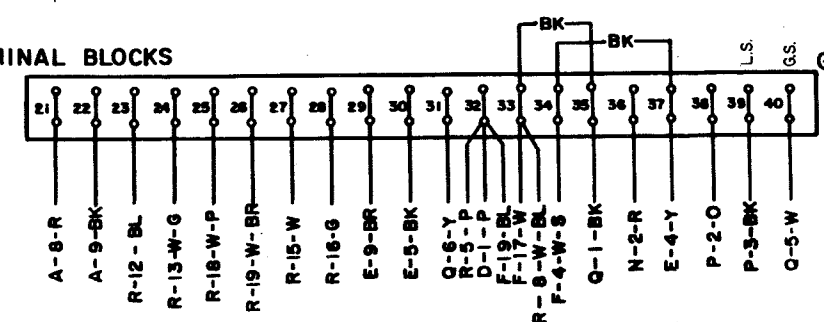 BK
BK
L.S.
G.S.
INAL BLOCKS
21 22 23 24 25 26 27 28 29 30 31 32 33 34 35 36 37 38 39 40
A-8-R
A-9-BK
R-12-BL
R-13-W-G
R-18-W-P
R-19-W-BR
R-15-W
R-16-G
E-9-BR
E-5-BK
Q-6-Y
R-5-P
D-1-P
F-19-BL
F-17-W
R-8-W-BL
F-4-W-S
Q-1-BK
N-2-R
E-4-Y
P-2-O
P-3-BK
Q-5-W